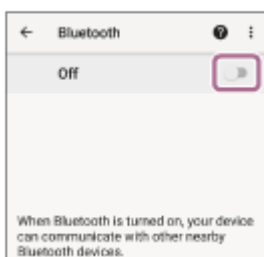 Bluetooth
Off
When Bluetooth is turned on, your device
can communicate with other nearby
Bluetooth devices.